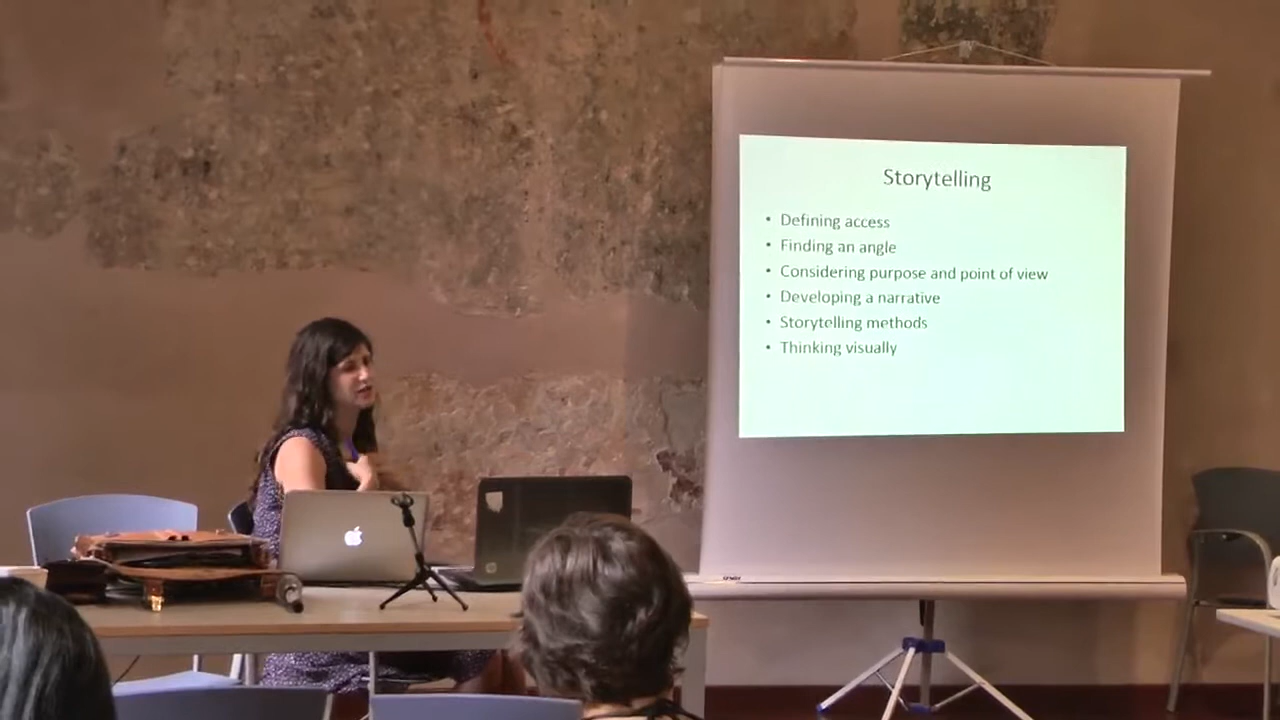 Storytelling
• Defining access
• Finding an angle
• Considering purpose and point of view
• Developing a narrative
• Storytelling methods
• Thinking visually